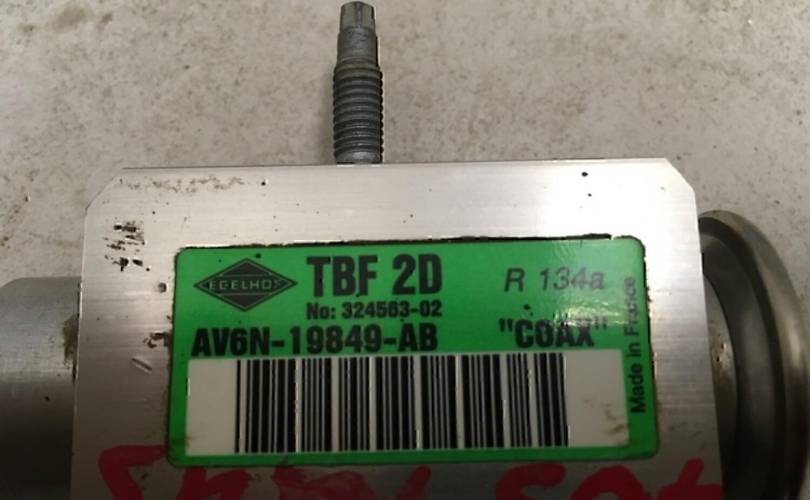 EGELHOF
TBF 2D
R 134a
No: 324563-02
AV6N-19849-AB
"COAX"
Made in France